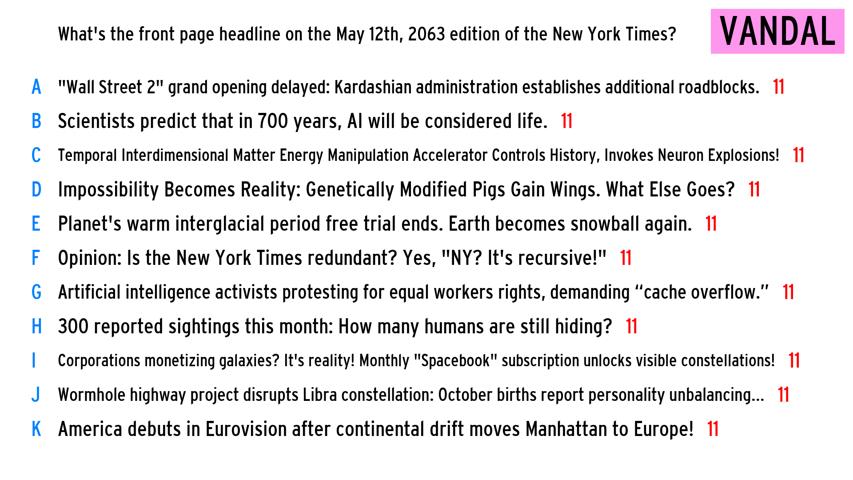 What's the front page headline on the May 12th, 2063 edition of the New York Times?
VANDAL
A "Wall Street 2" grand opening delayed: Kardashian administration establishes additional roadblocks. 11
B Scientists predict that in 700 years, AI will be considered life. 11
C Temporal Interdimensional Matter Energy Manipulation Accelerator Controls History, Invokes Neuron Explosions! 11
D Impossibility Becomes Reality: Genetically Modified Pigs Gain Wings. What Else Goes? 11
E Planet's warm interglacial period free trial ends. Earth becomes snowball again. 11
F Opinion: Is the New York Times redundant? Yes, "NY? It's recursive!" 11
G Artificial intelligence activists protesting for equal workers rights, demanding “cache overflow.” 11
H 300 reported sightings this month: How many humans are still hiding? 11
I Corporations monetizing galaxies? It's reality! Monthly "Spacebook" subscription unlocks visible constellations! 11
J Wormhole highway project disrupts Libra constellation: October births report personality unbalancing... 11
K America debuts in Eurovision after continental drift moves Manhattan to Europe! 11